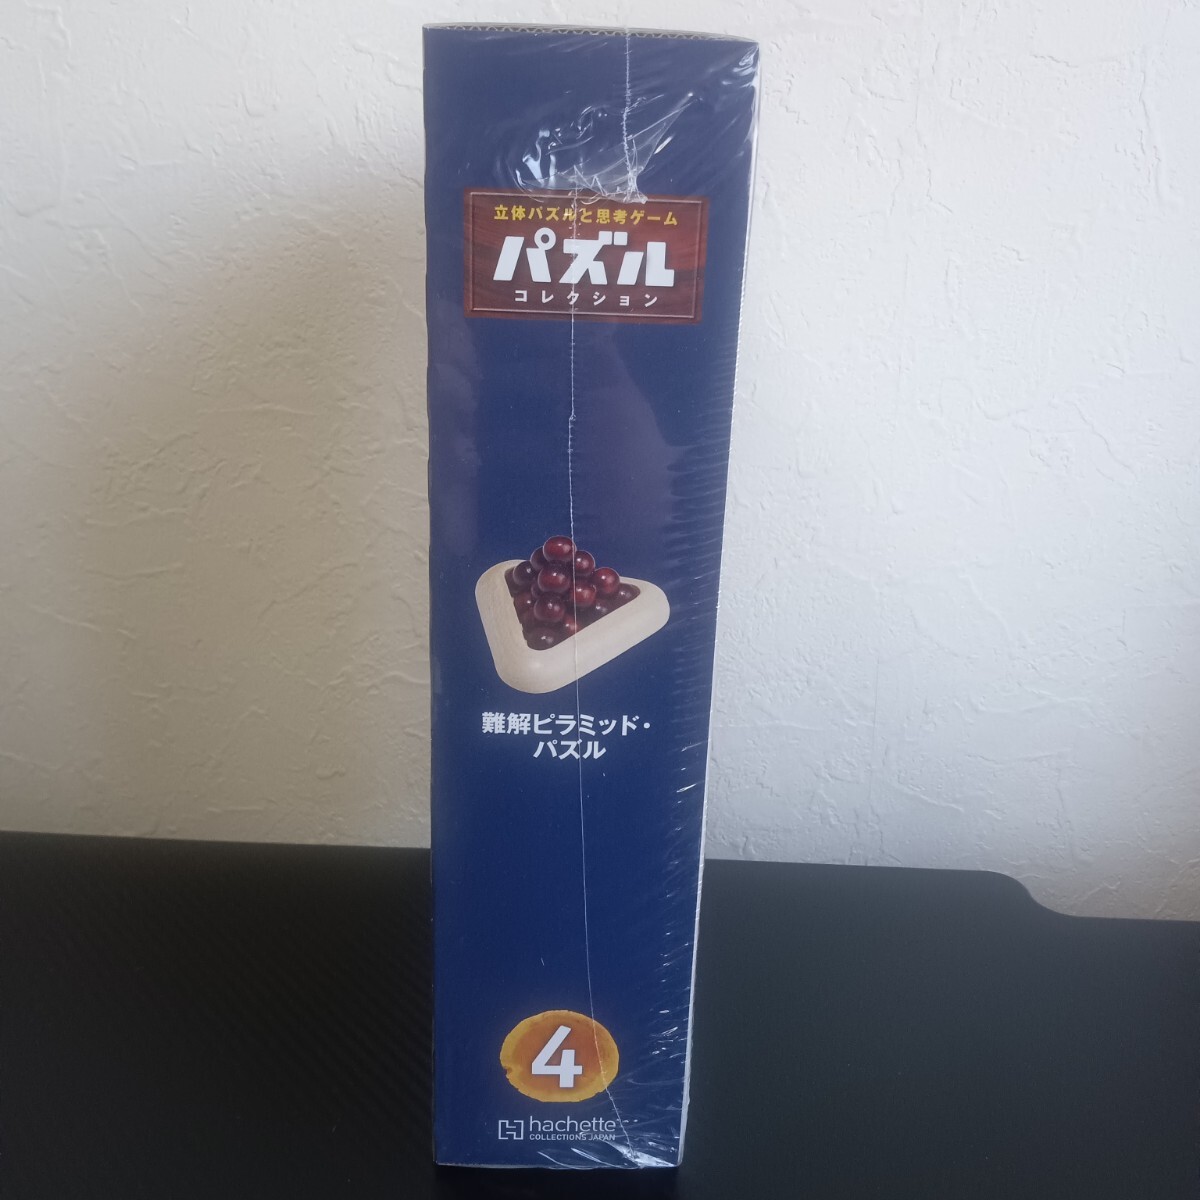 立体パズルと思考ゲーム
パズル
コレクション
難解ピラミッド・
パズル
4
hachette
COLLECTIONS JAPAN